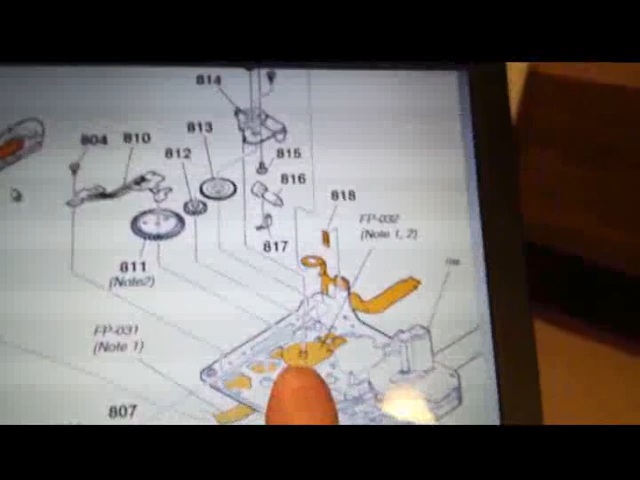 814
804
810
813
812
815
816
818
FP-032
(Note 1, 2)
817
811
(Note2)
FP-031
(Note 1)
807